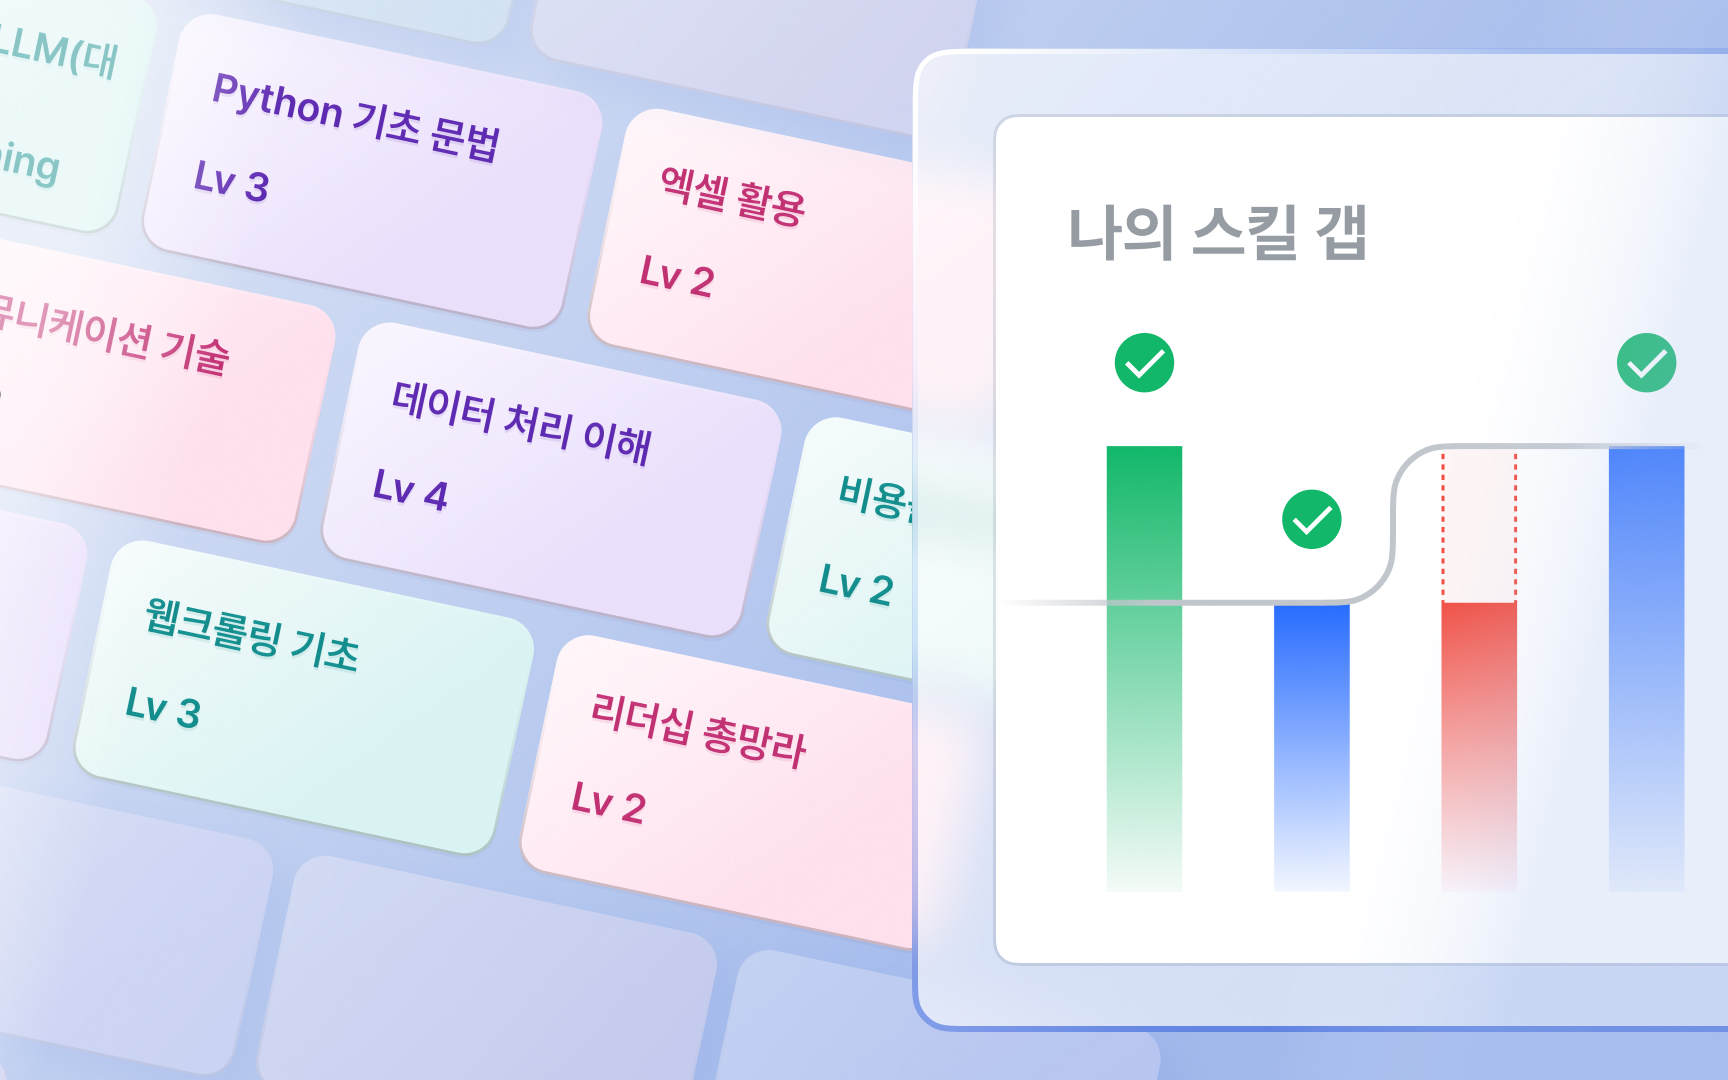 LLM(대
ing
Python 기초 문법
Lv 3
엑셀 활용
Lv 2
뮤니케이션 기술
데이터 처리 이해
Lv 4
비용
Lv 2
웹크롤링 기초
Lv 3
리더십 총망라
Lv 2
나의 스킬 갭